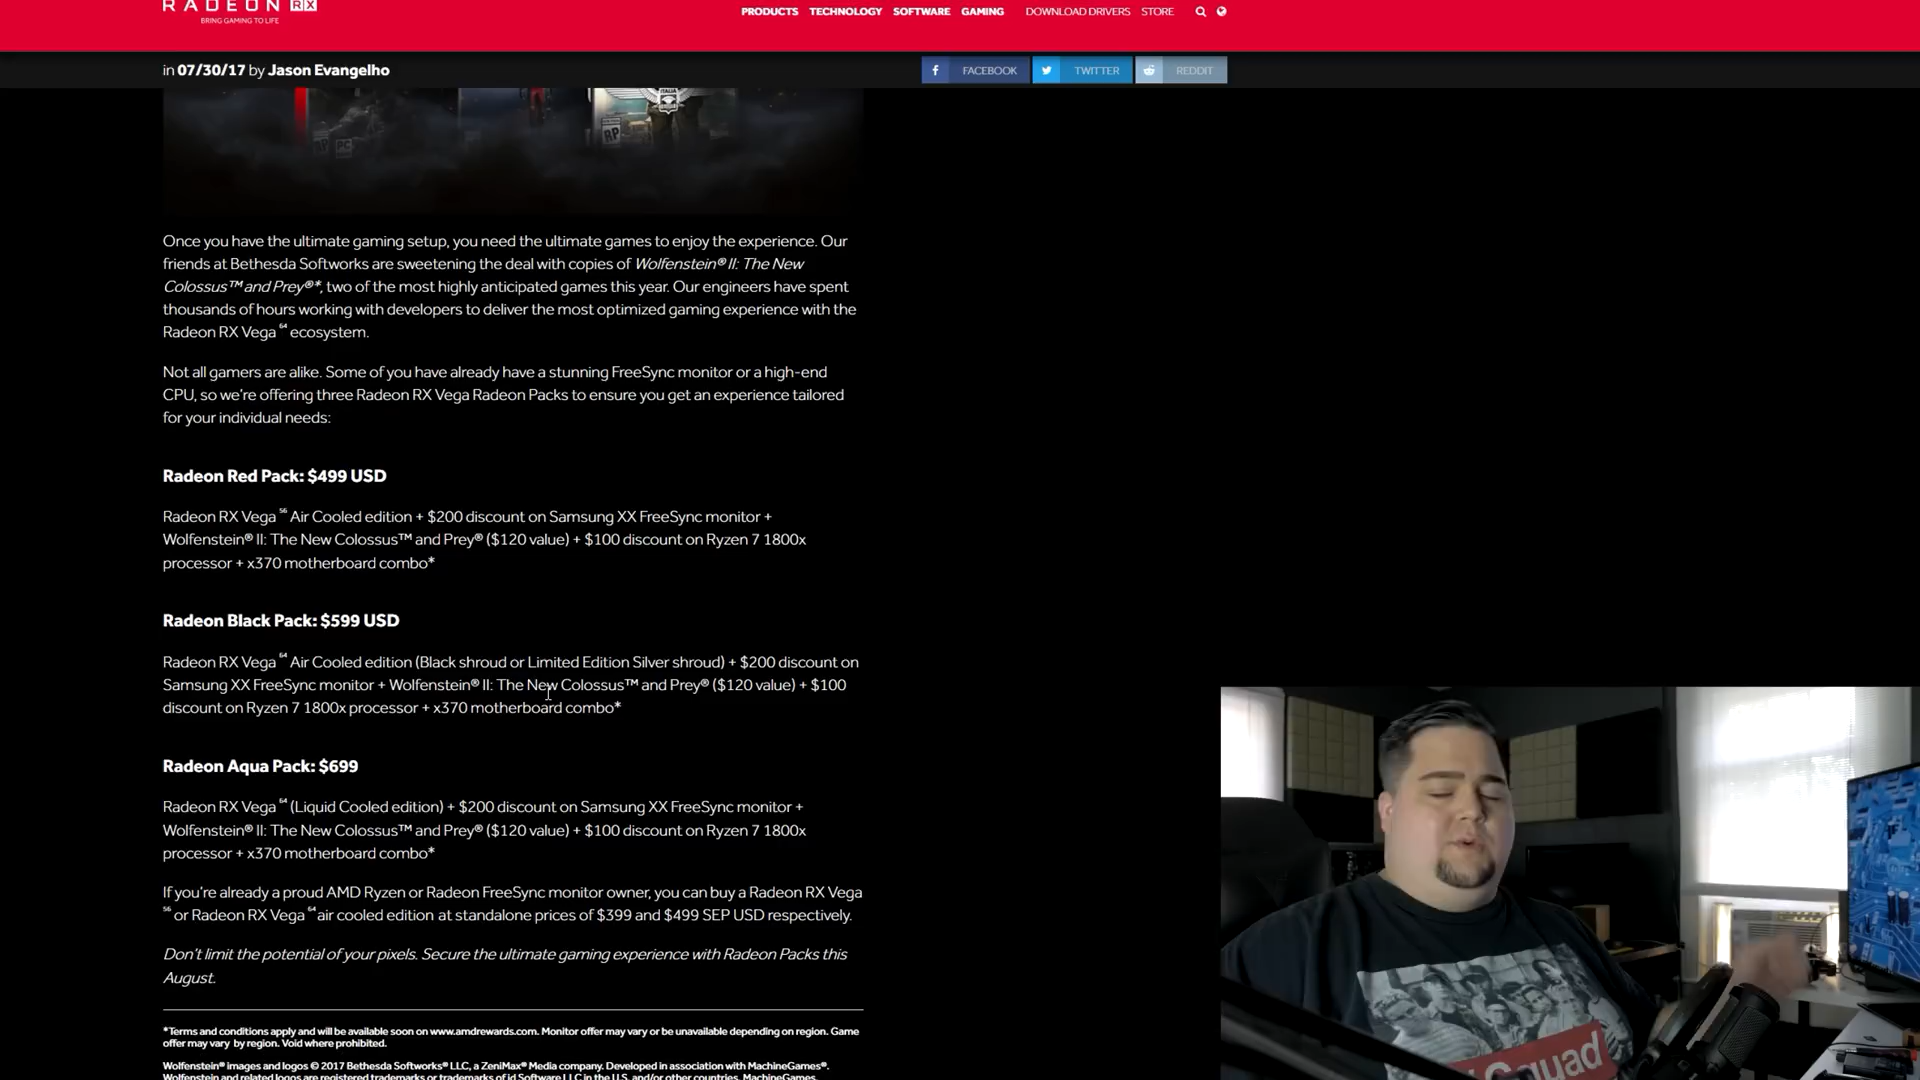 RADEON RX
BRING GAMING TO LIFE
PRODUCTS TECHNOLOGY SOFTWARE GAMING DOWNLOAD DRIVERS STORE
in 07/30/17 by Jason Evangelho
FACEBOOK TWITTER REDDIT
ITALIA
RP
RP PC
Once you have the ultimate gaming setup, you need the ultimate games to enjoy the experience. Our
friends at Bethesda Softworks are sweetening the deal with copies of Wolfenstein® II: The New
Colossus™ and Prey®*, two of the most highly anticipated games this year. Our engineers have spent
thousands of hours working with developers to deliver the most optimized gaming experience with the
Radeon RX Vega 64 ecosystem.
Not all gamers are alike. Some of you have already have a stunning FreeSync monitor or a high-end
CPU, so we're offering three Radeon RX Vega Radeon Packs to ensure you get an experience tailored
for your individual needs:
Radeon Red Pack: $499 USD
Radeon RX Vega 56 Air Cooled edition + $200 discount on Samsung XX FreeSync monitor +
Wolfenstein® II: The New Colossus™ and Prey® ($120 value) + $100 discount on Ryzen 7 1800x
processor + x370 motherboard combo*
Radeon Black Pack: $599 USD
Radeon RX Vega 64 Air Cooled edition (Black shroud or Limited Edition Silver shroud) + $200 discount on
Samsung XX FreeSync monitor + Wolfenstein® II: The New Colossus™ and Prey® ($120 value) + $100
discount on Ryzen 7 1800x processor + x370 motherboard combo*
Radeon Aqua Pack: $699
Radeon RX Vega 64 (Liquid Cooled edition) + $200 discount on Samsung XX FreeSync monitor +
Wolfenstein® II: The New Colossus™ and Prey® ($120 value) + $100 discount on Ryzen 7 1800x
processor + x370 motherboard combo*
If you're already a proud AMD Ryzen or Radeon FreeSync monitor owner, you can buy a Radeon RX Vega
56 or Radeon RX Vega 64 air cooled edition at standalone prices of $399 and $499 SEP USD respectively.
Don't limit the potential of your pixels. Secure the ultimate gaming experience with Radeon Packs this
August.
*Terms and conditions apply and will be available soon on www.amdrewards.com. Monitor offer may vary or be unavailable depending on region. Game
offer may vary by region. Void where prohibited.
Wolfenstein® images and logos © 2017 Bethesda Softworks® LLC, a ZeniMax® Media company. Developed in association with MachineGames®.
Wolfenstein and related logos are registered trademarks or trademarks of id Software LLC in the U.S. and/or other countries. MachineGames,